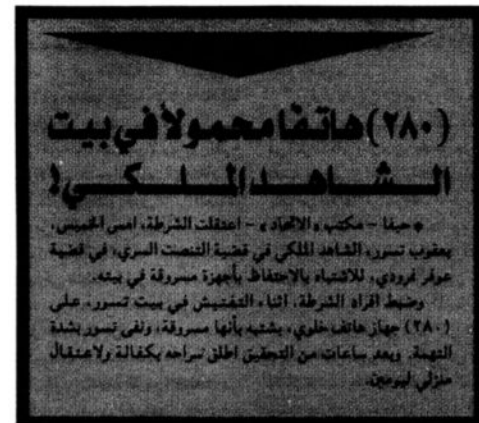 (٢٨٠) هاتفًا محمولاً في بيت
الشاهد الملكي!
* حيفا - مكتب «الاتحاد» - اعتقلت الشرطة، امس الخميس،
يعقوب تسور، الشاهد الملكي في قضية التنصت السري، في قضية
عوفر فرودي، للاشتباه بالاحتفاظ بأجهزة مسروقة في بيته.
وضبط افراد الشرطة، اثناء التفتيش في بيت تسور، على
(٢٨٠) جهاز هاتف خلوي، يشتبه بأنها مسروقة، ونفى تسور بشدة
التهمة. وبعد ساعات من التحقيق اطلق سراحه بكفالة ولاعتقال
منزلي ليومين.